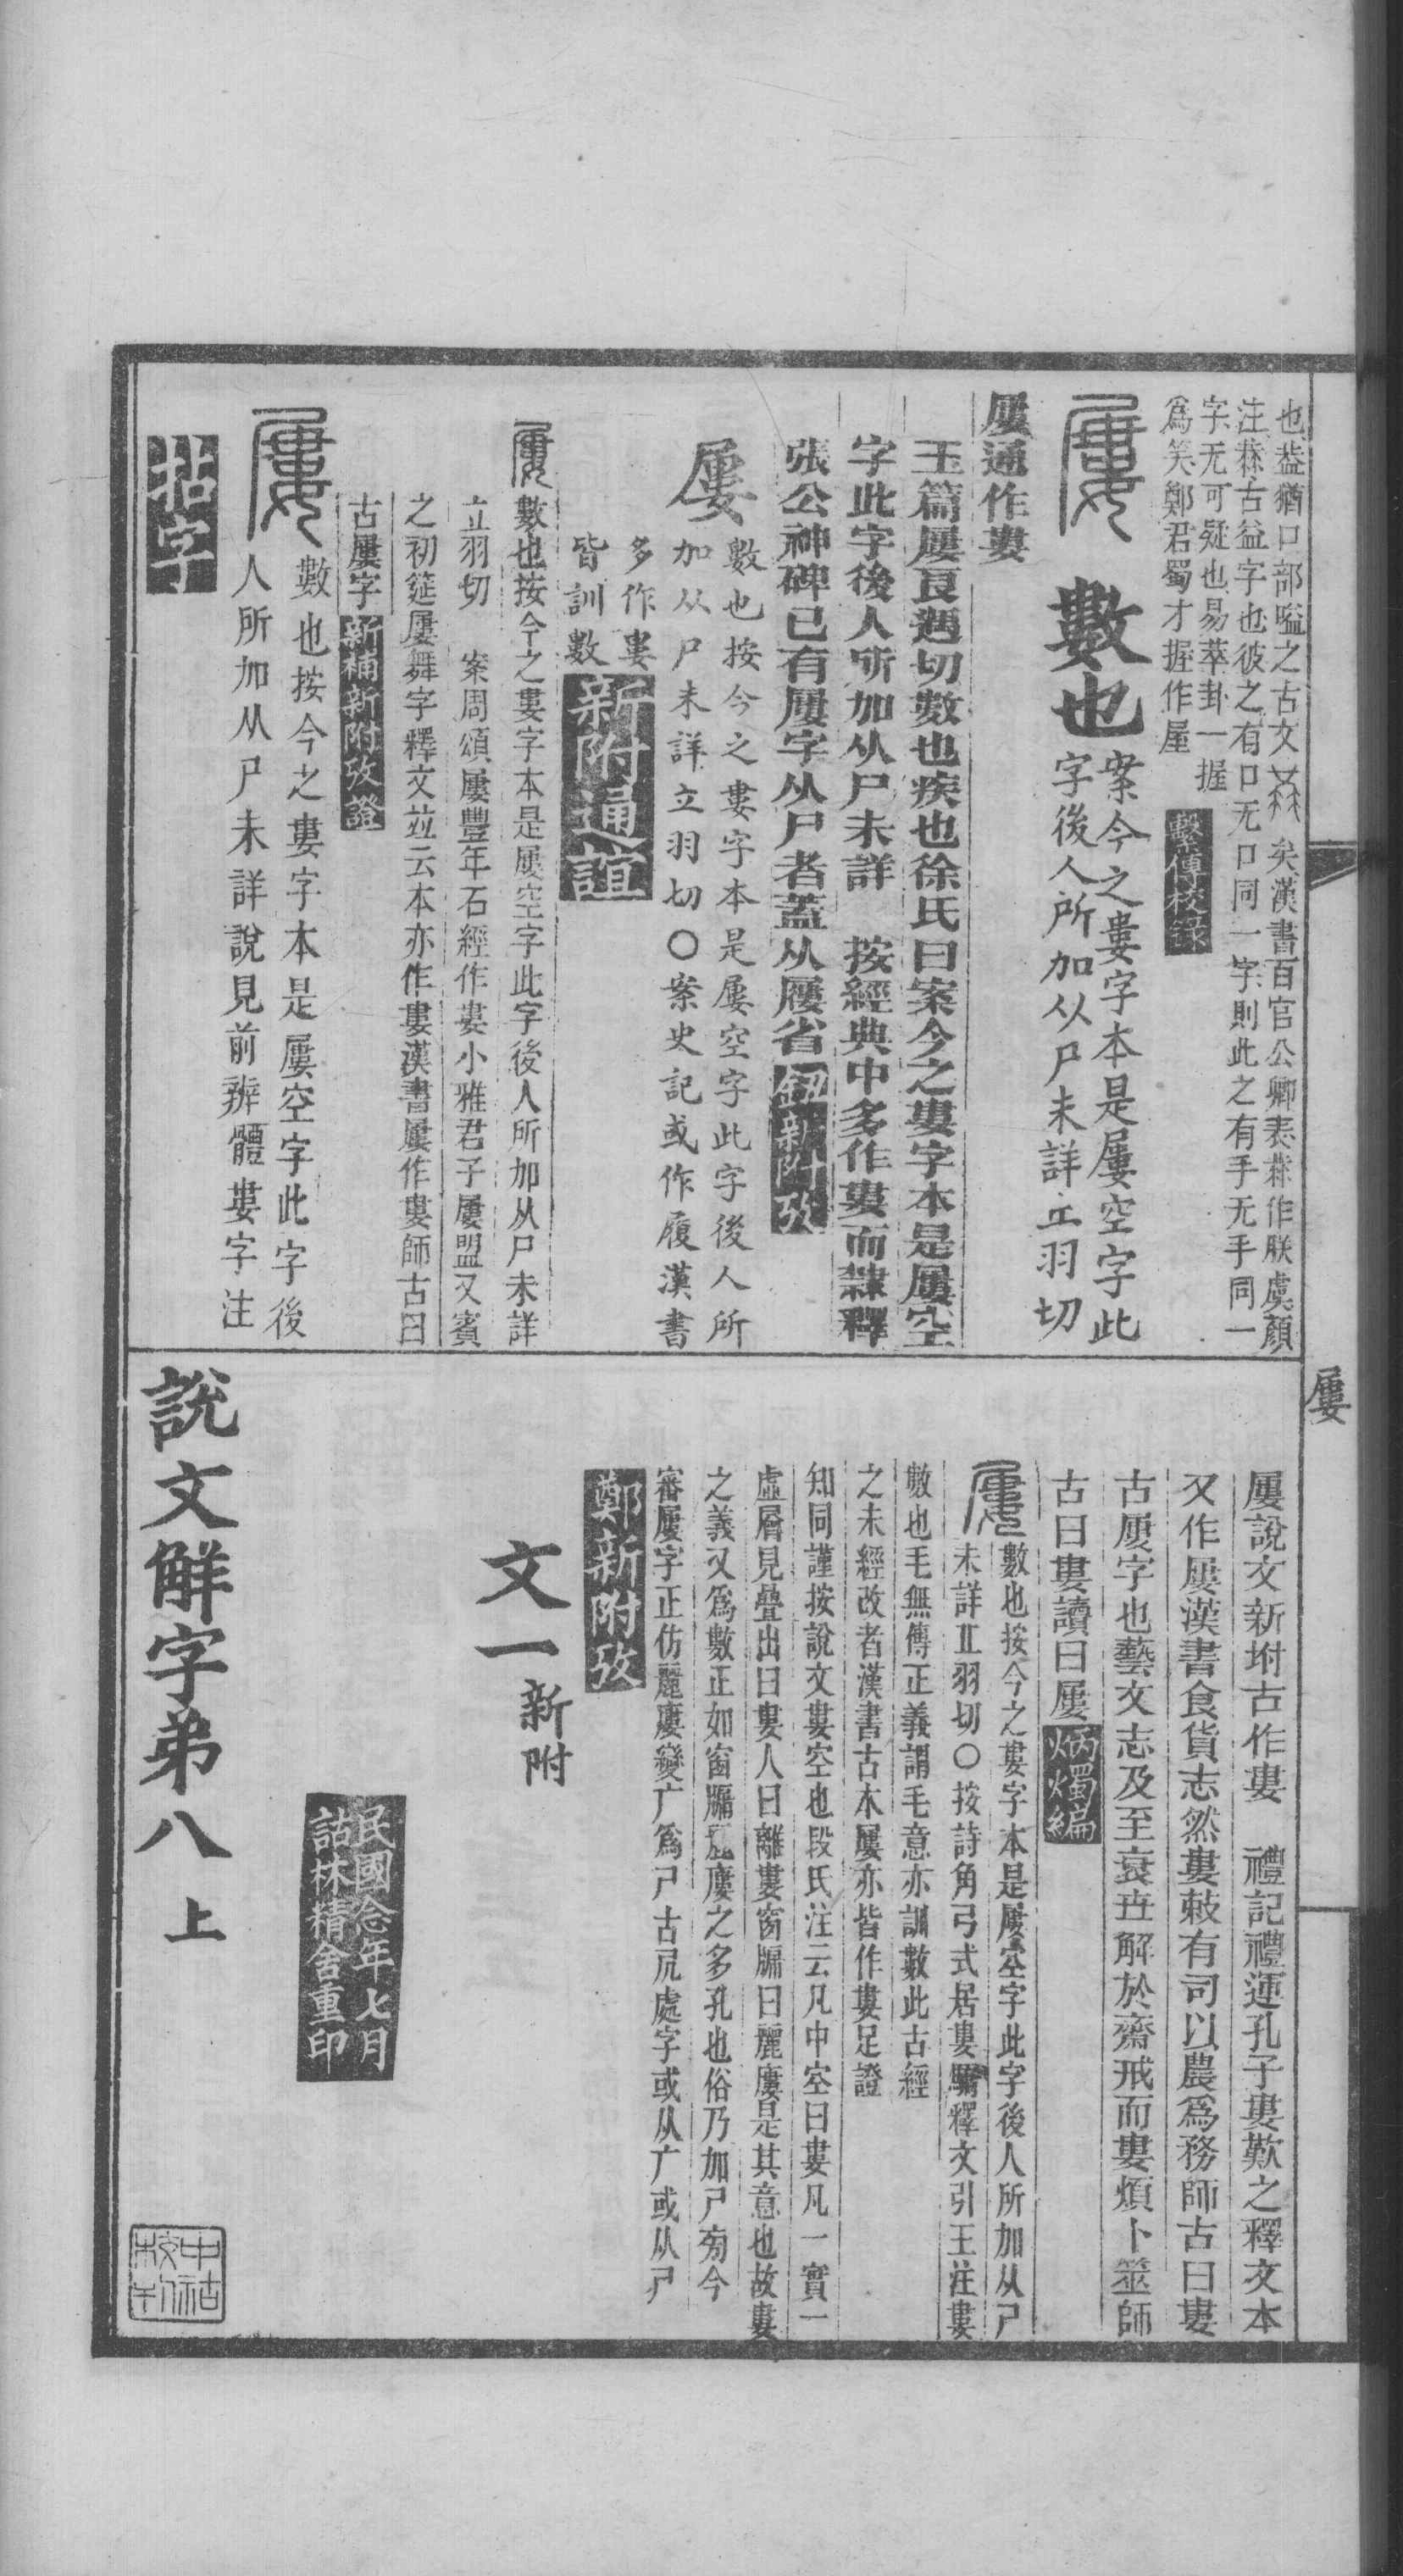 也葢猶口部嗌之古文𦮶矣漢書百官公卿表𦮶作朕虞顏
注𦮶古益字也彼之有口无口同一字則此之有手无手同一
字无可疑也易萃卦一握
爲笑鄭君蜀才握作屋 繫傳校錄
屢 數也 案今之婁字本是屢空字此
字後人所加从尸未詳丘羽切
屢通作婁
玉篇屢良遇切數也疾也徐氏曰案今之婁字本是屢空
字此字後人所加从尸未詳 按經典中多作婁而隸釋
張公神碑已有屢字从尸者蓋从履省 鈕新附攷
屢 數也按今之婁字本是屢空字此字後人所
加从尸未詳立羽切〇案史記或作屨漢書
多作婁
皆訓數 新附通誼
屢 數也按今之婁字本是屢空字此字後人所加从尸未詳
立羽切 案周頌屢豐年石經作婁小雅君子屢盟又賓
之初筵屢舞字釋文竝云本亦作婁漢書屢作婁師古曰
古屢字 新補新附攷證
屢 數也按今之婁字本是屢空字此字後
人所加从尸未詳說見前辨體婁字注
拈字
屢
屢說文新坿古作婁 禮記禮運孔子婁歎之釋文本
又作屢漢書食貨志然婁敕有司以農爲務師古曰婁
古屢字也藝文志及至衰世解於齋戒而婁煩卜筮師
古曰婁讀曰屢 炳燭編
屢 數也按今之婁字本是屢空字此字後人所加从尸
未詳丘羽切〇按詩角弓式居婁驕釋文引王注婁
數也毛無傳正義謂毛意亦訓數此古經
之未經改者漢書古本屢亦皆作婁足證
知同謹按說文婁空也段氏注云凡中空曰婁凡一實一
虛層見疊出曰婁人曰離婁窗牖曰麗廔是其意也故婁
之義又爲數正如窗牖麗廔之多孔也俗乃加尸旁今
審屢字正仿麗廔變广爲尸古凥處字或从广或从尸
鄭新附攷
文一 新附
民國念年七月
詁林精舍重印
說文解字弟八 上